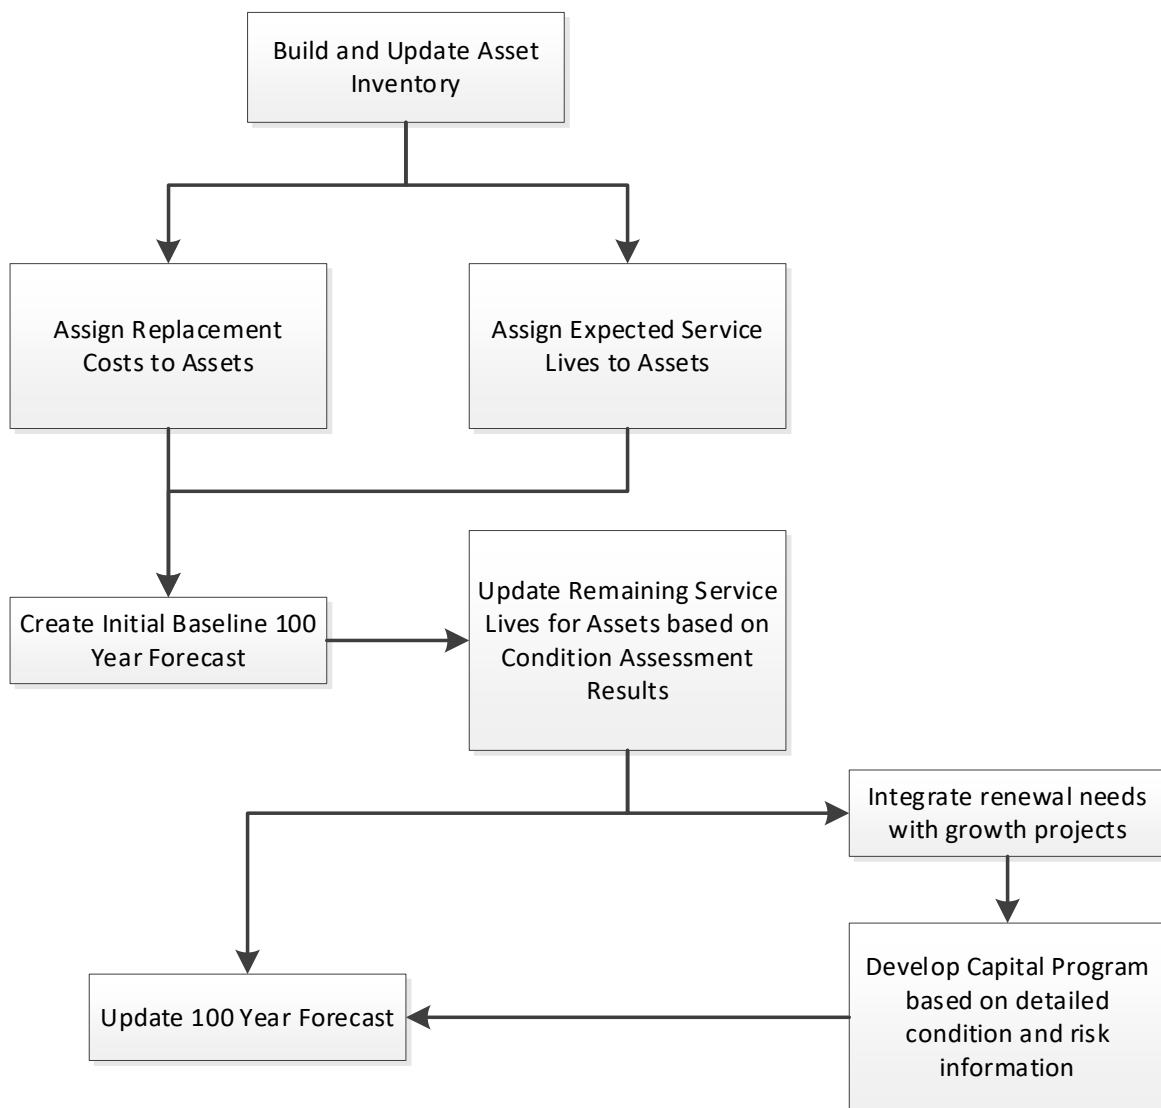 Build and Update Asset
Inventory
Assign Replacement
Costs to Assets
Assign Expected Service
Lives to Assets
Create Initial Baseline 100
Year Forecast
Update Remaining Service
Lives for Assets based on
Condition Assessment
Results
Integrate renewal needs
with growth projects
Develop Capital Program
based on detailed
condition and risk
information
Update 100 Year Forecast